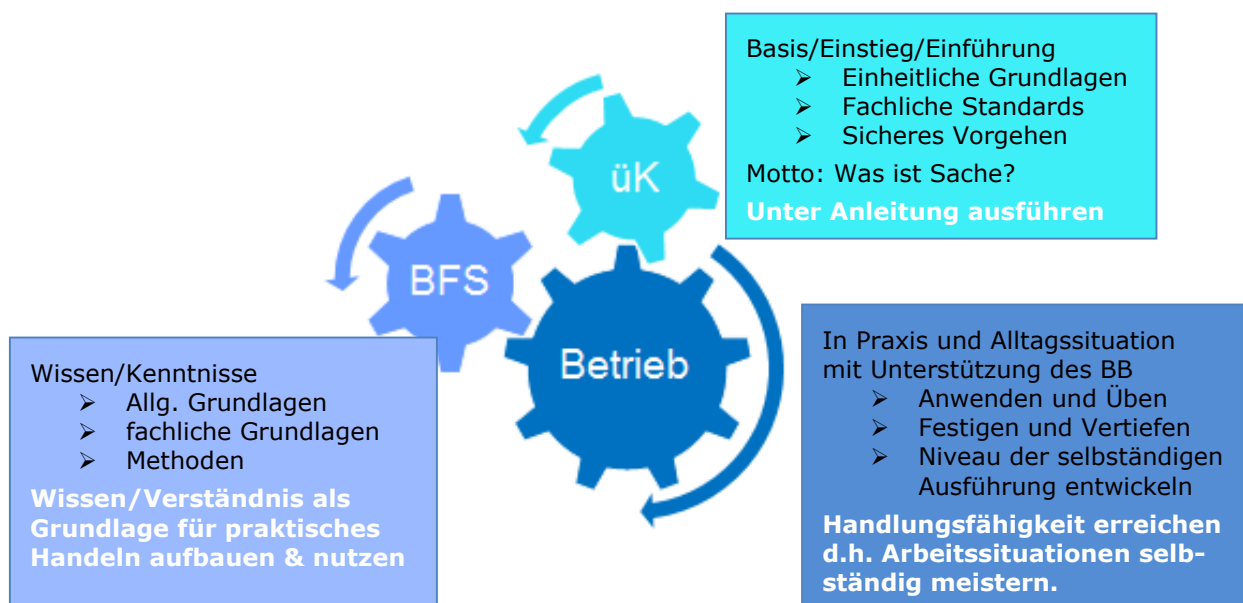 Basis/Einstieg/Einführung
➢ Einheitliche Grundlagen
➢ Fachliche Standards
➢ Sicheres Vorgehen
Motto: Was ist Sache?
Unter Anleitung ausführen
üK
BFS
Betrieb
Wissen/Kenntnisse
➢ Allg. Grundlagen
➢ fachliche Grundlagen
➢ Methoden
Wissen/Verständnis als
Grundlage für praktisches
Handeln aufbauen & nutzen
In Praxis und Alltagssituation
mit Unterstützung des BB
➢ Anwenden und Üben
➢ Festigen und Vertiefen
➢ Niveau der selbständigen
Ausführung entwickeln
Handlungsfähigkeit erreichen
d.h. Arbeitssituationen selb-
ständig meistern.